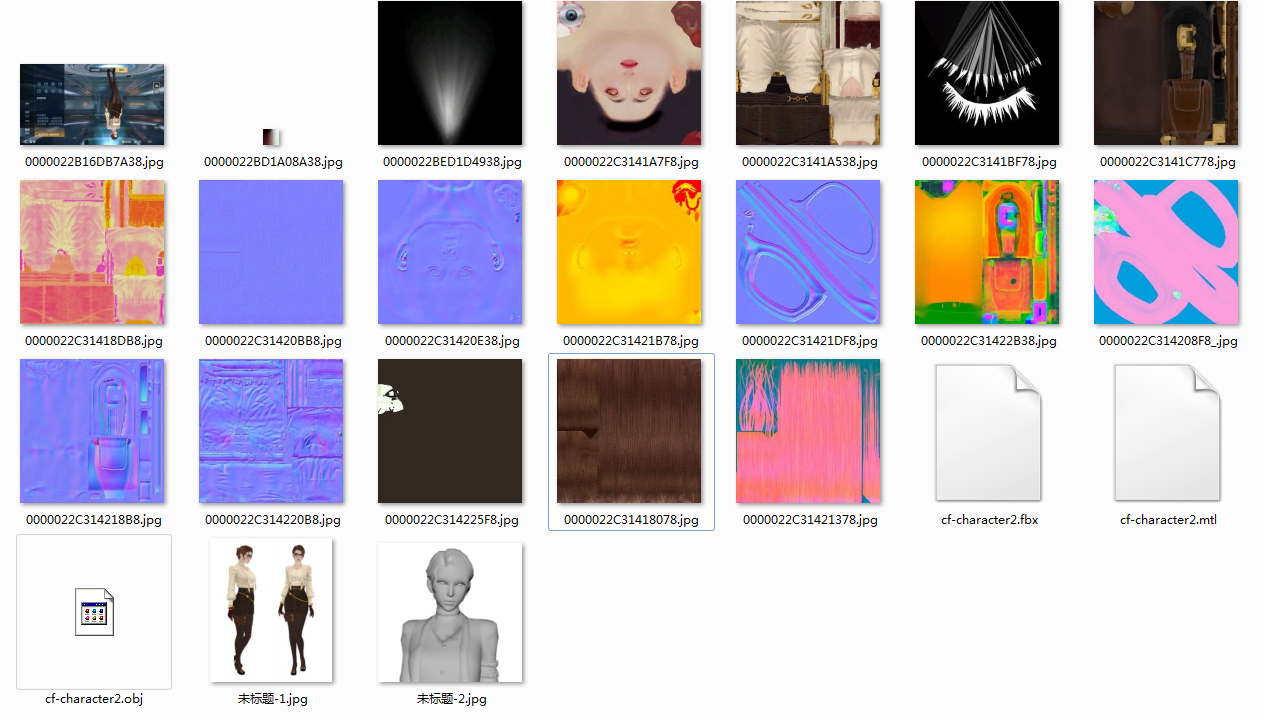 0000022B16DB7A38.jpg
0000022BD1A08A38.jpg
0000022BED1D4938.jpg
0000022C3141A7F8.jpg
0000022C3141A538.jpg
0000022C3141BF78.jpg
0000022C3141C778.jpg
0000022C31418DB8.jpg
0000022C31420BB8.jpg
0000022C31420E38.jpg
0000022C31421B78.jpg
0000022C31421DF8.jpg
0000022C31422B38.jpg
0000022C314208F8_.jpg
0000022C314218B8.jpg
0000022C314220B8.jpg
0000022C314225F8.jpg
0000022C31418078.jpg
0000022C31421378.jpg
cf-character2.fbx
cf-character2.mtl
cf-character2.obj
未标题-1.jpg
未标题-2.jpg